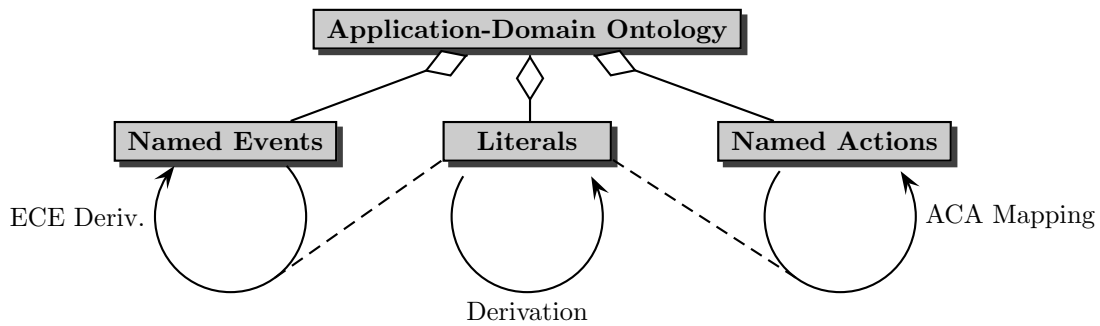 Application-Domain Ontology
Named Events
Literals
Named Actions
ECE Deriv.
ACA Mapping
Derivation